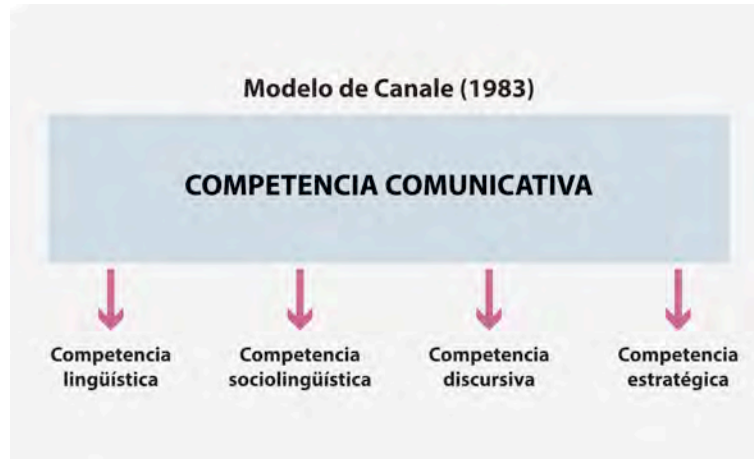 Modelo de Canale (1983)
COMPETENCIA COMUNICATIVA
Competencia
lingüística
Competencia
sociolingüística
Competencia
discursiva
Competencia
estratégica